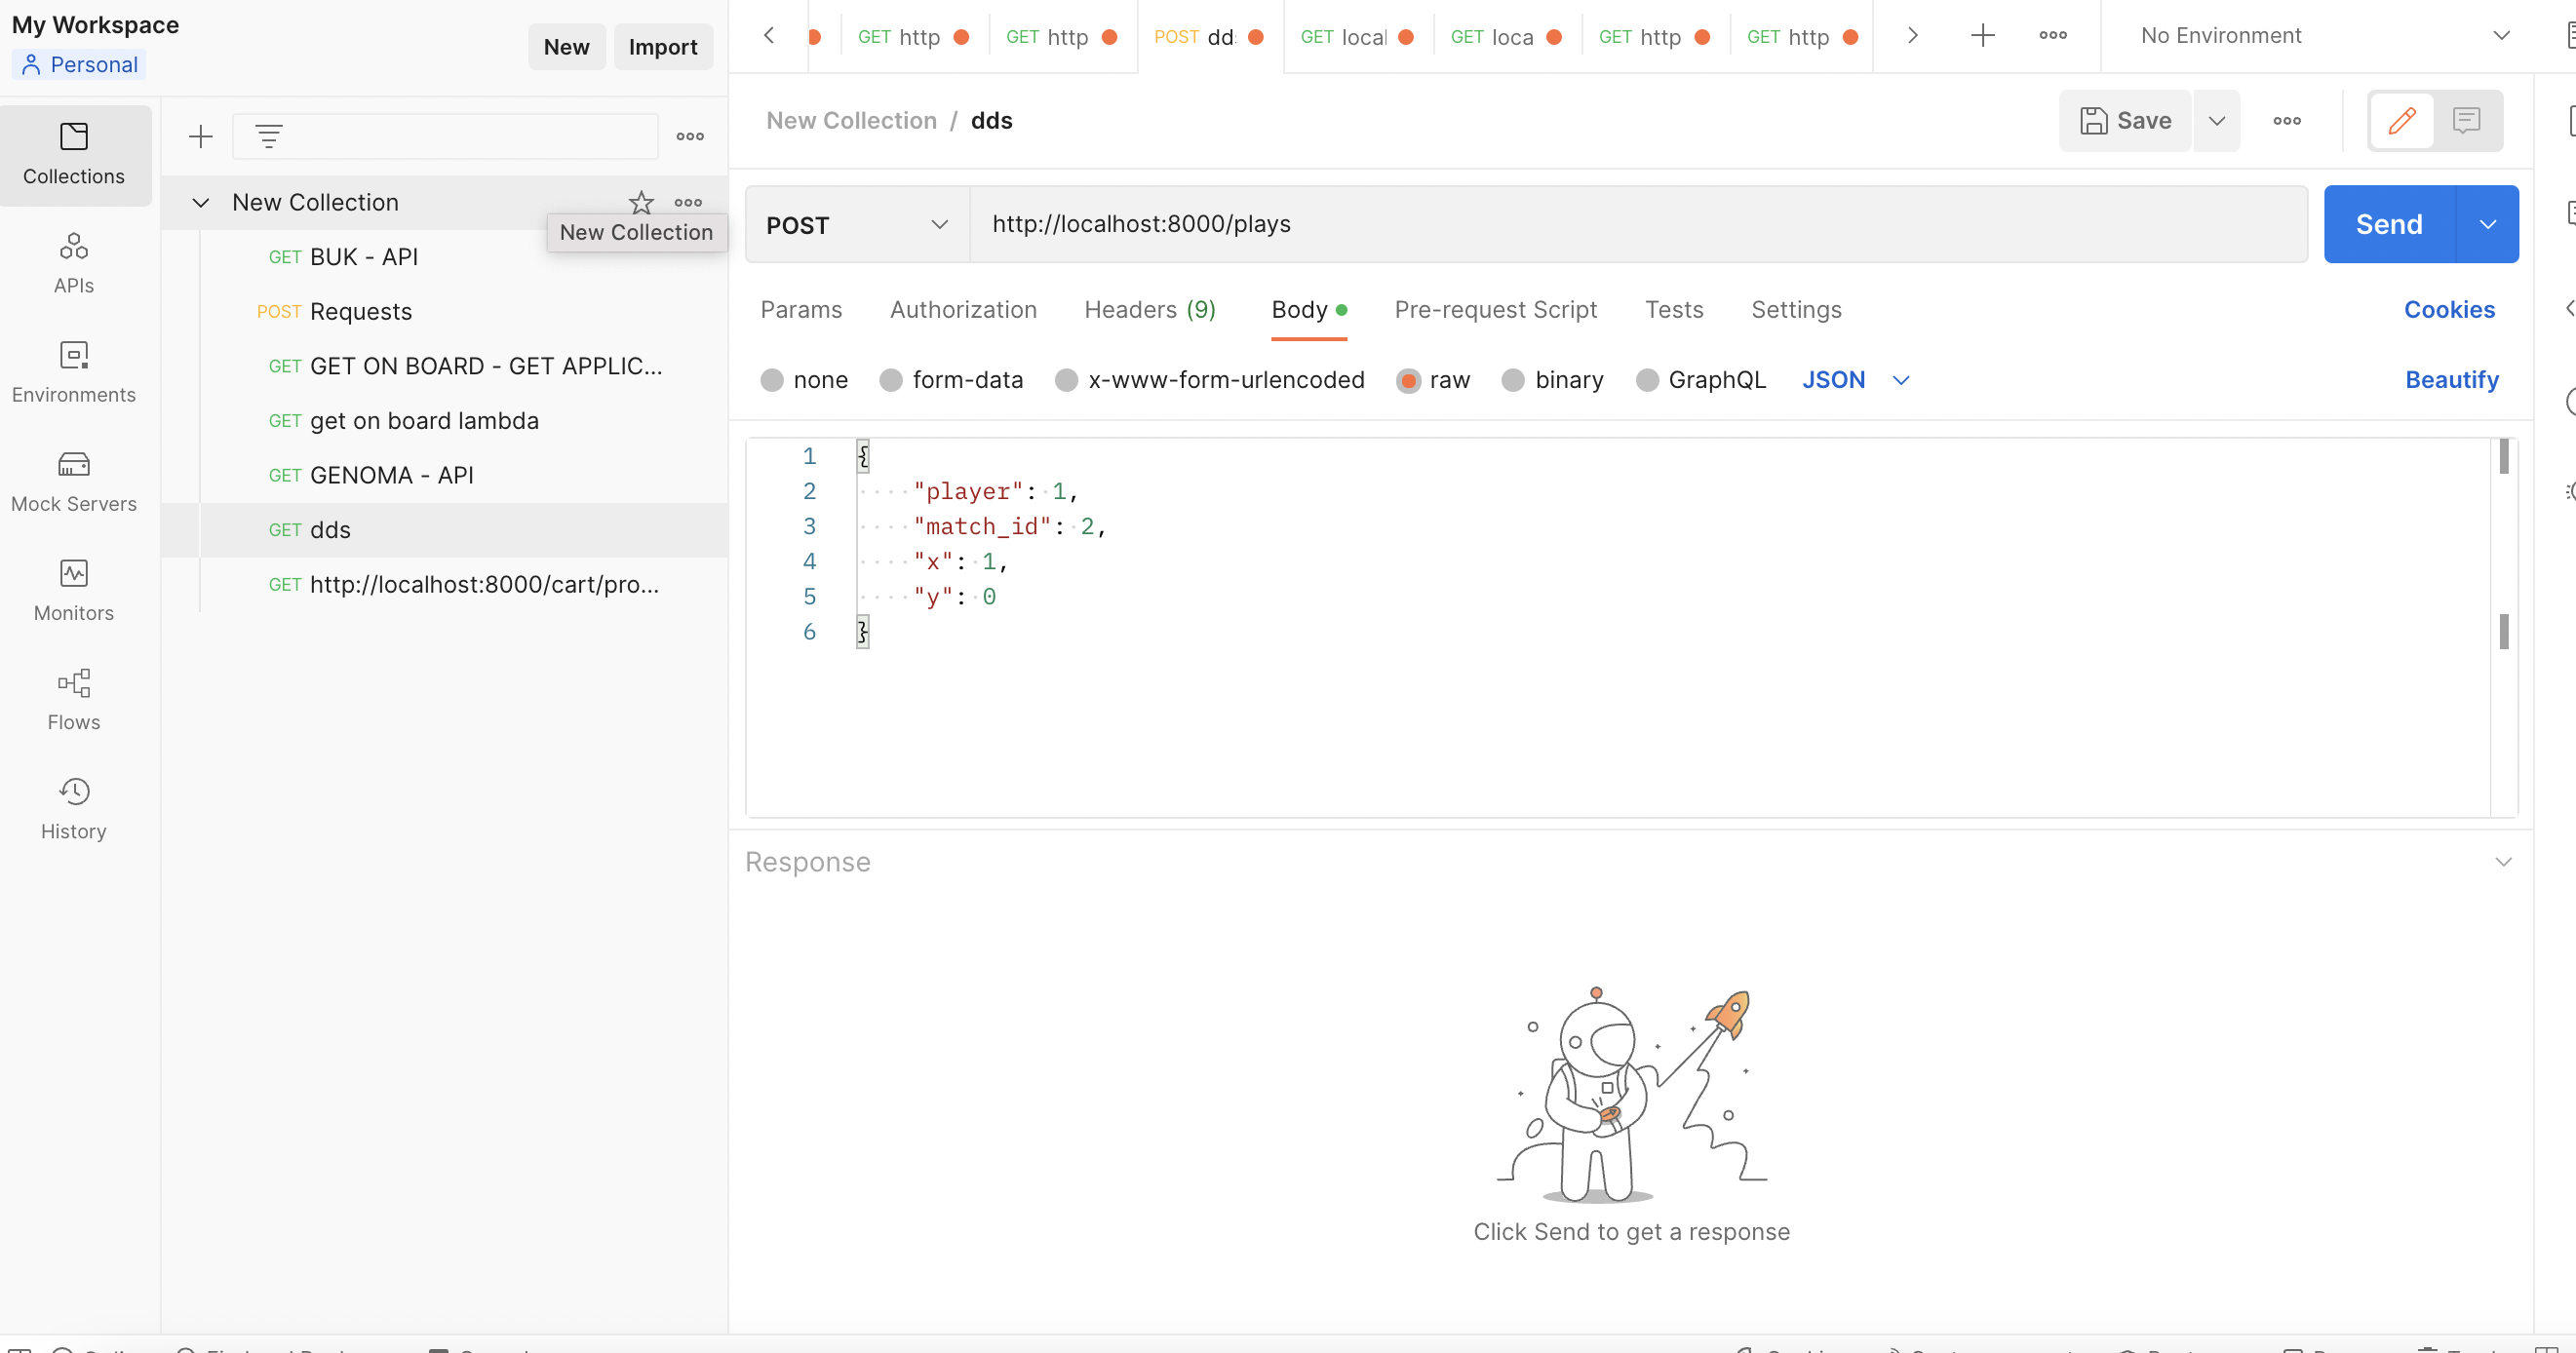 My Workspace
Personal
New
Import
Collections
APIs
Environments
Mock Servers
Monitors
Flows
History
New Collection
New Collection
GET BUK - API
POST Requests
GET GET ON BOARD - GET APPLIC...
GET get on board lambda
GET GENOMA - API
GET dds
GET http://localhost:8000/cart/pro...
GET http
GET http
POST dd
GET local
GET loca
GET http
GET http
No Environment
New Collection / dds
Save
POST
http://localhost:8000/plays
Send
Params Authorization Headers (9) Body Pre-request Script Tests Settings Cookies
none form-data x-www-form-urlencoded raw binary GraphQL JSON Beautify
1 {
2 "player": 1,
3 "match_id": 2,
4 "x": 1,
5 "y": 0
6 }
Response
Click Send to get a response